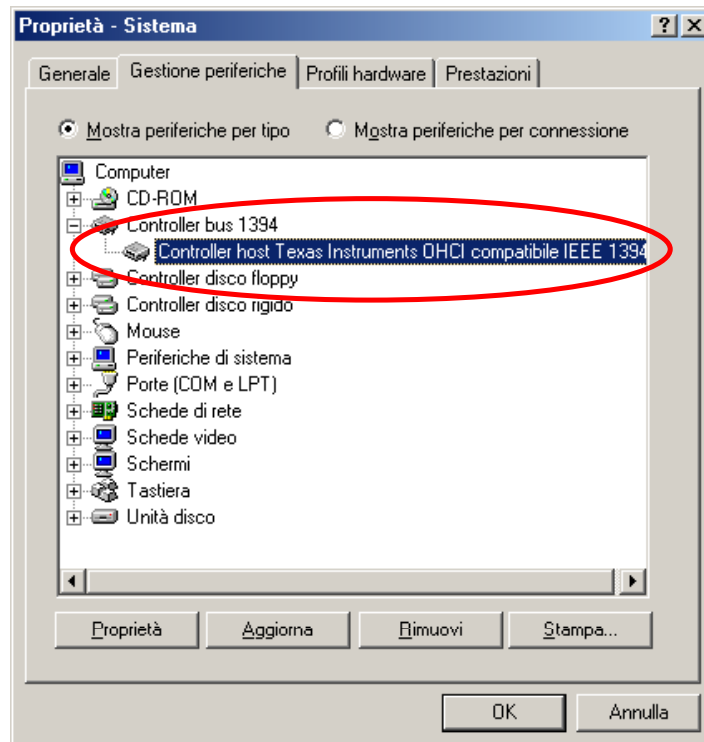 Proprietà - Sistema
Generale Gestione periferiche Profili hardware Prestazioni
Mostra periferiche per tipo Mostra periferiche per connessione
Computer
CD-ROM
Controller bus 1394
Controller host Texas Instruments OHCI compatibile IEEE 1394
Controller disco floppy
Controller disco rigido
Mouse
Periferiche di sistema
Porte (COM e LPT)
Schede di rete
Schede video
Schermi
Tastiera
Unità disco
Proprietà Aggiorna Rimuovi Stampa...
OK Annulla